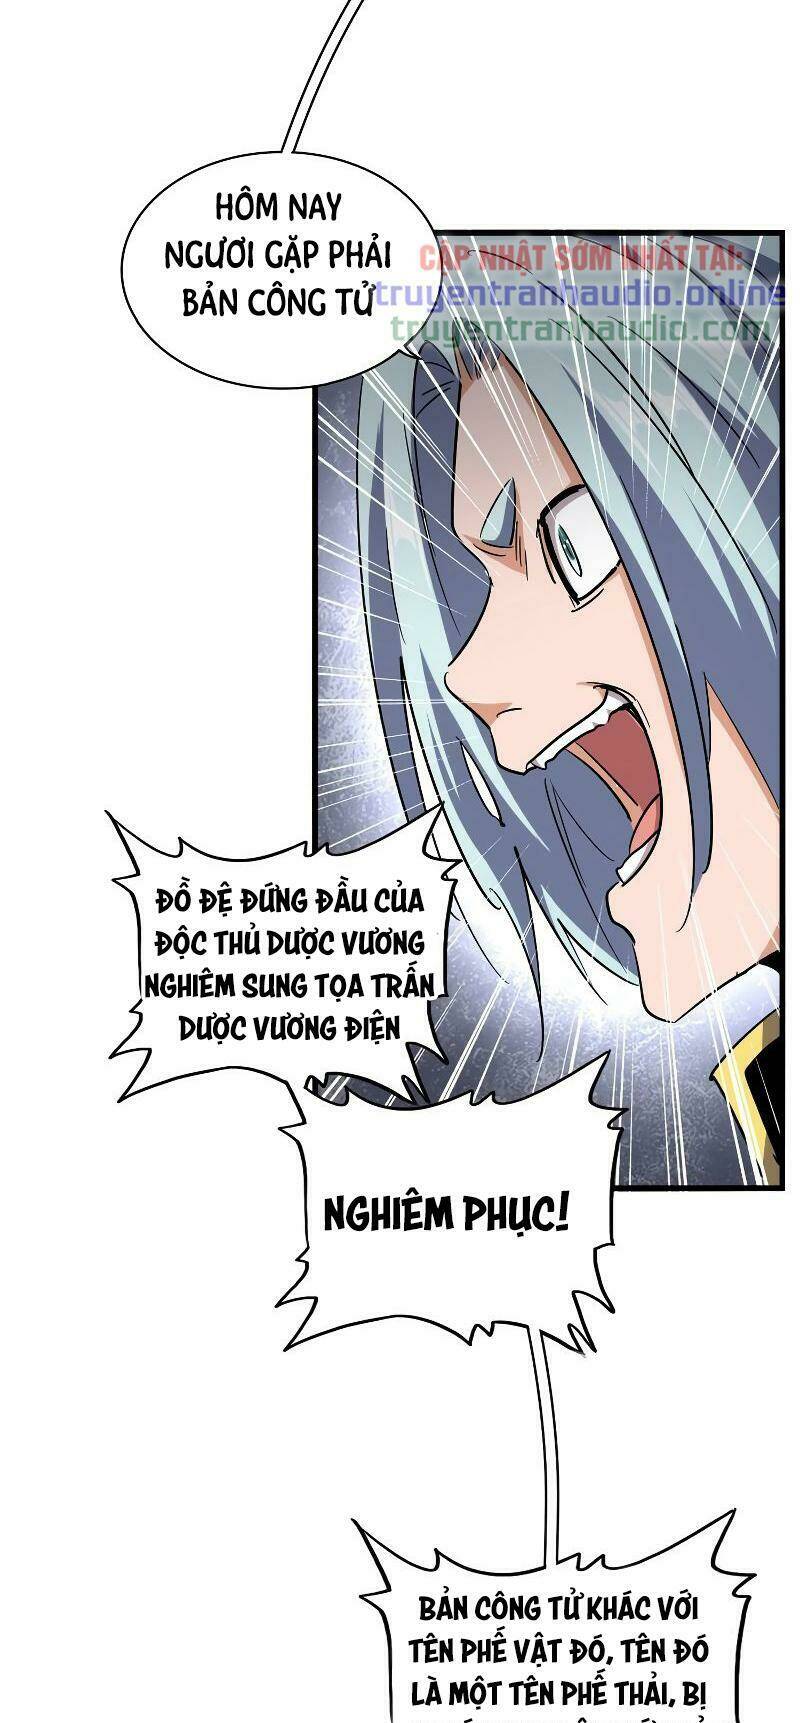 HÔM NAY
NGƯƠI GẶP PHẢI
BẢN CÔNG TỬ
CẬP NHẬT SỚM NHẤT TẠI:
truyentranhaudio.online
truyentranhaudio.com
ĐỒ ĐỆ ĐỨNG ĐẦU CỦA
ĐỘC THỦ DƯỢC VƯƠNG
NGHIÊM SUNG TỌA TRẤN
DƯỢC VƯƠNG ĐIỆN
NGHIÊM PHỤC!
BẢN CÔNG TỬ KHÁC VỚI
TÊN PHẾ VẬT ĐÓ, TÊN ĐÓ
LÀ MỘT TÊN PHẾ THẢI, BỊ